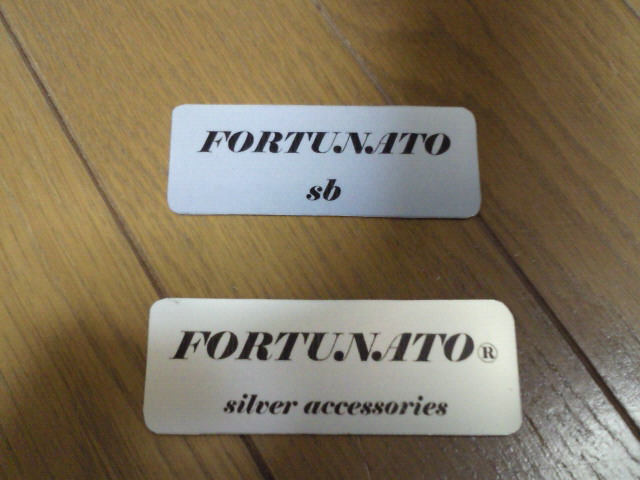 FORTUNATO
sb
FORTUNATO®
silver accessories